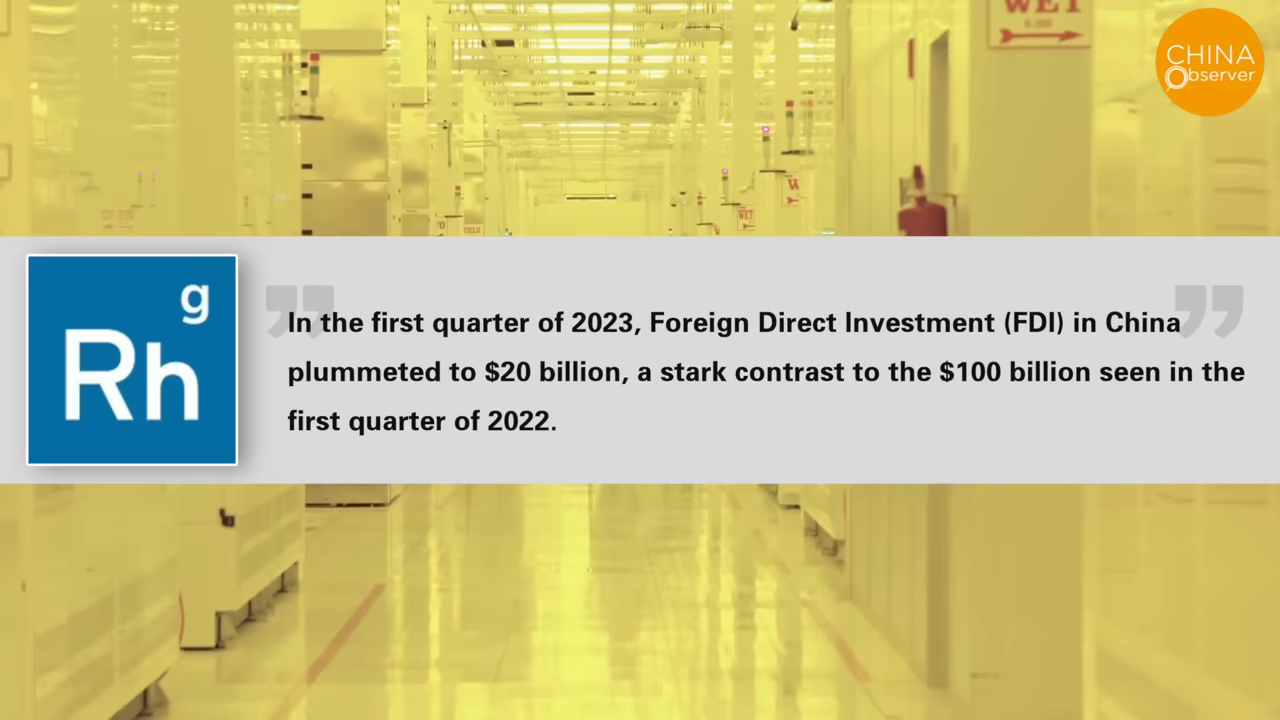 WET
CHINA
Observer
g
Rh
In the first quarter of 2023, Foreign Direct Investment (FDI) in China
plummeted to $20 billion, a stark contrast to the $100 billion seen in the
first quarter of 2022.
WET